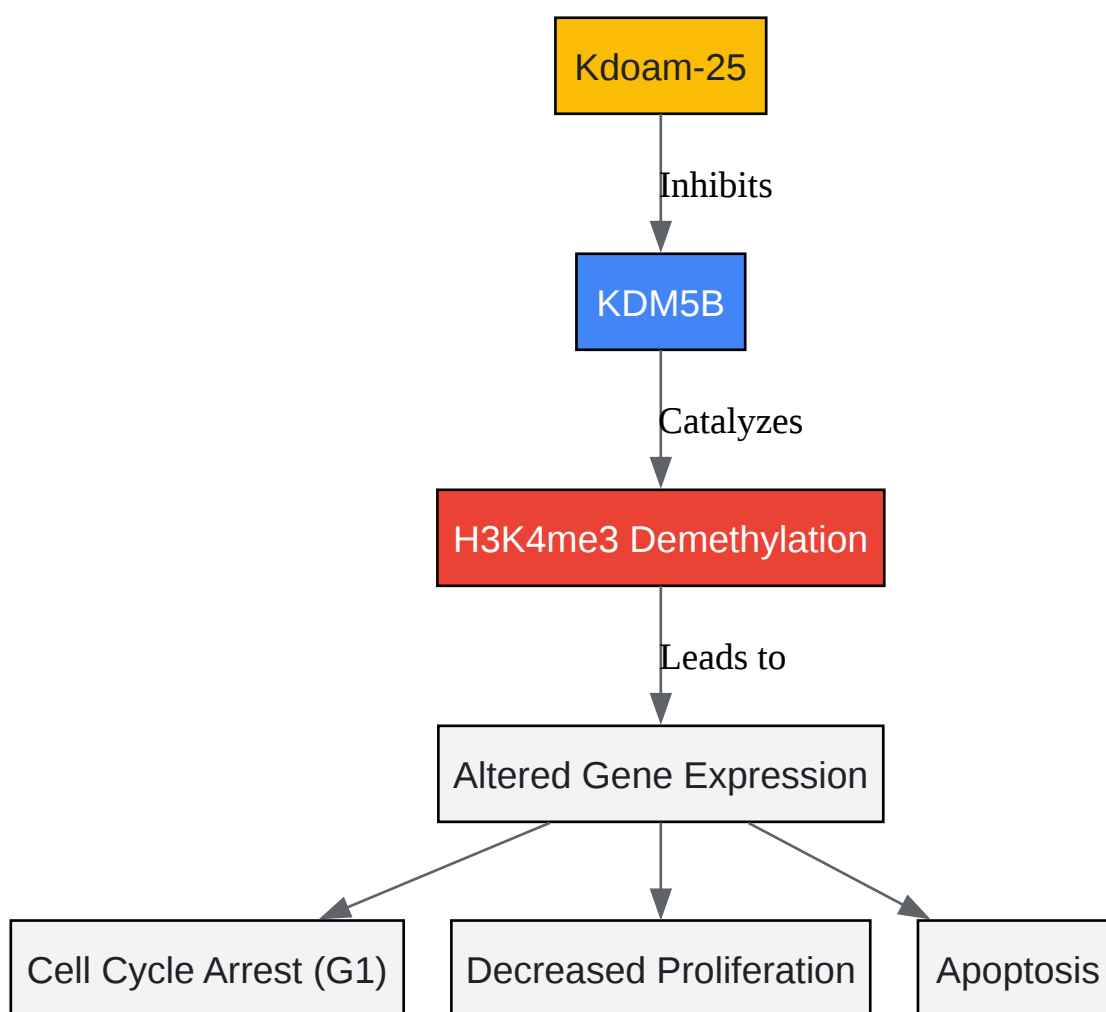 Kdoam-25
Inhibits
KDM5B
Catalyzes
H3K4me3 Demethylation
Leads to
Altered Gene Expression
Cell Cycle Arrest (G1)
Decreased Proliferation
Apoptosis